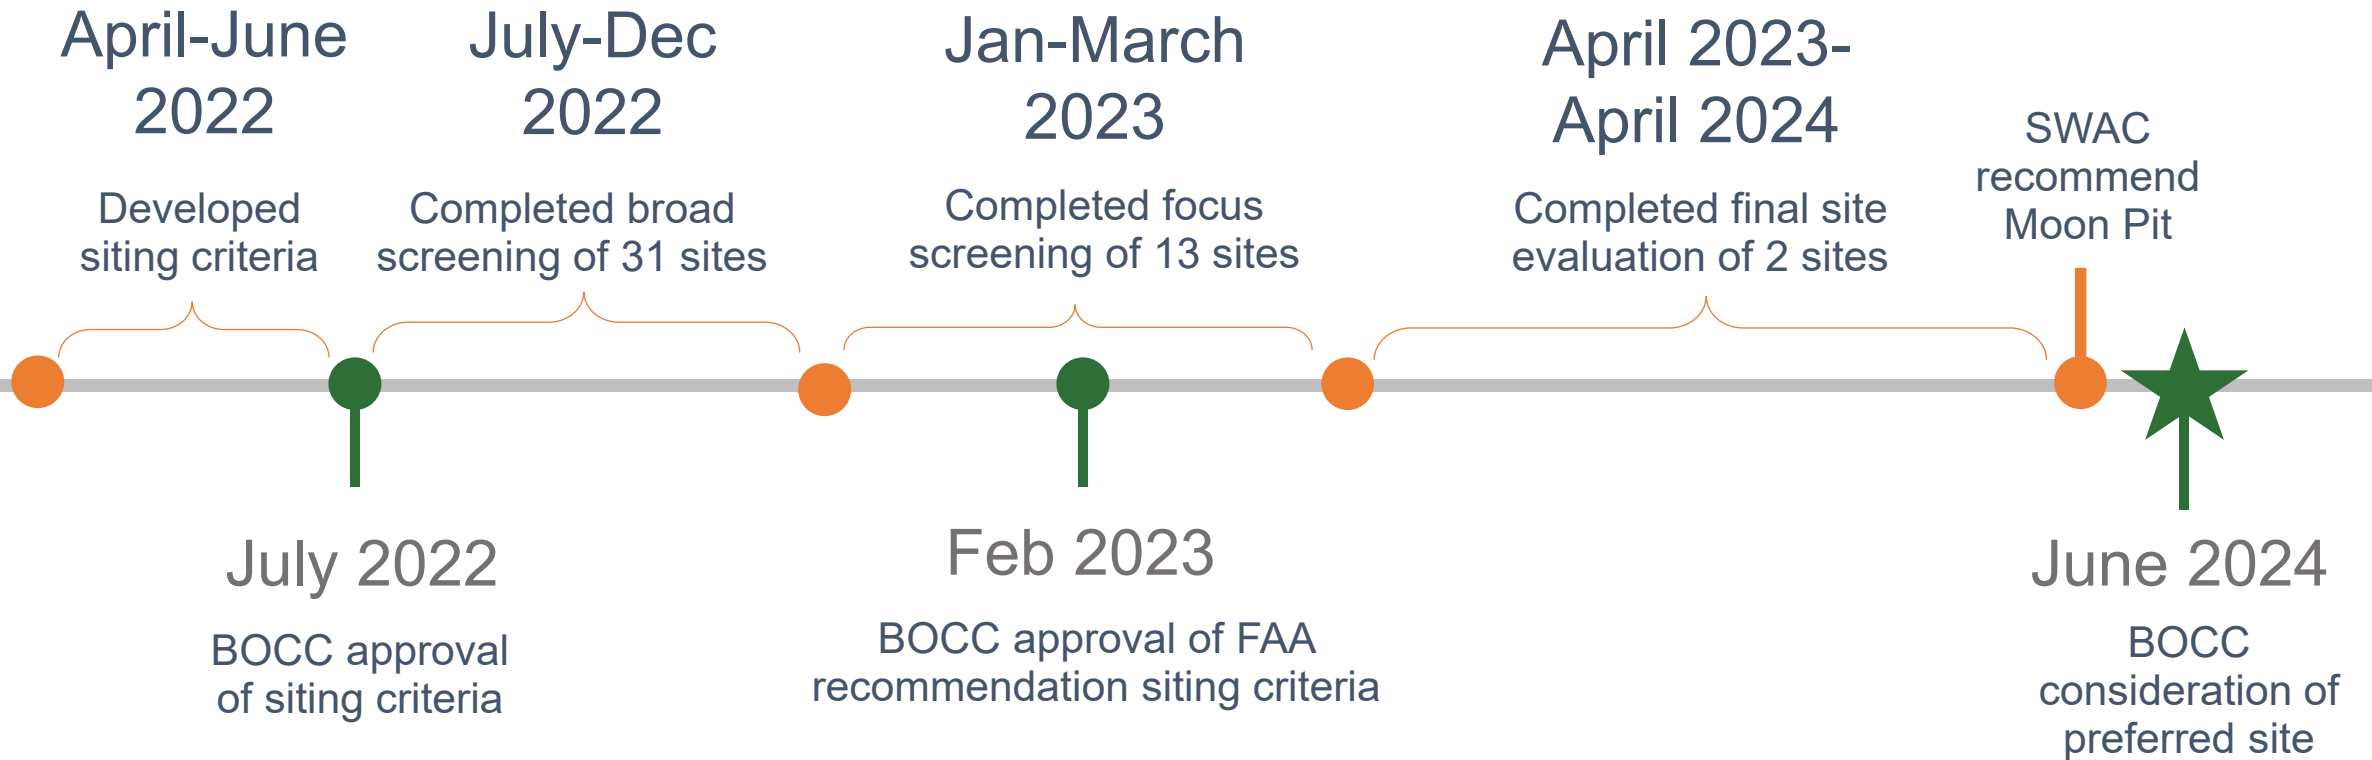 April-June
2022
Developed
siting criteria
July-Dec
2022
Completed broad
screening of 31 sites
Jan-March
2023
Completed focus
screening of 13 sites
April 2023-
April 2024
Completed final site
evaluation of 2 sites
SWAC
recommend
Moon Pit
July 2022
BOCC approval
of siting criteria
Feb 2023
BOCC approval of FAA
recommendation siting criteria
June 2024
BOCC
consideration of
preferred site